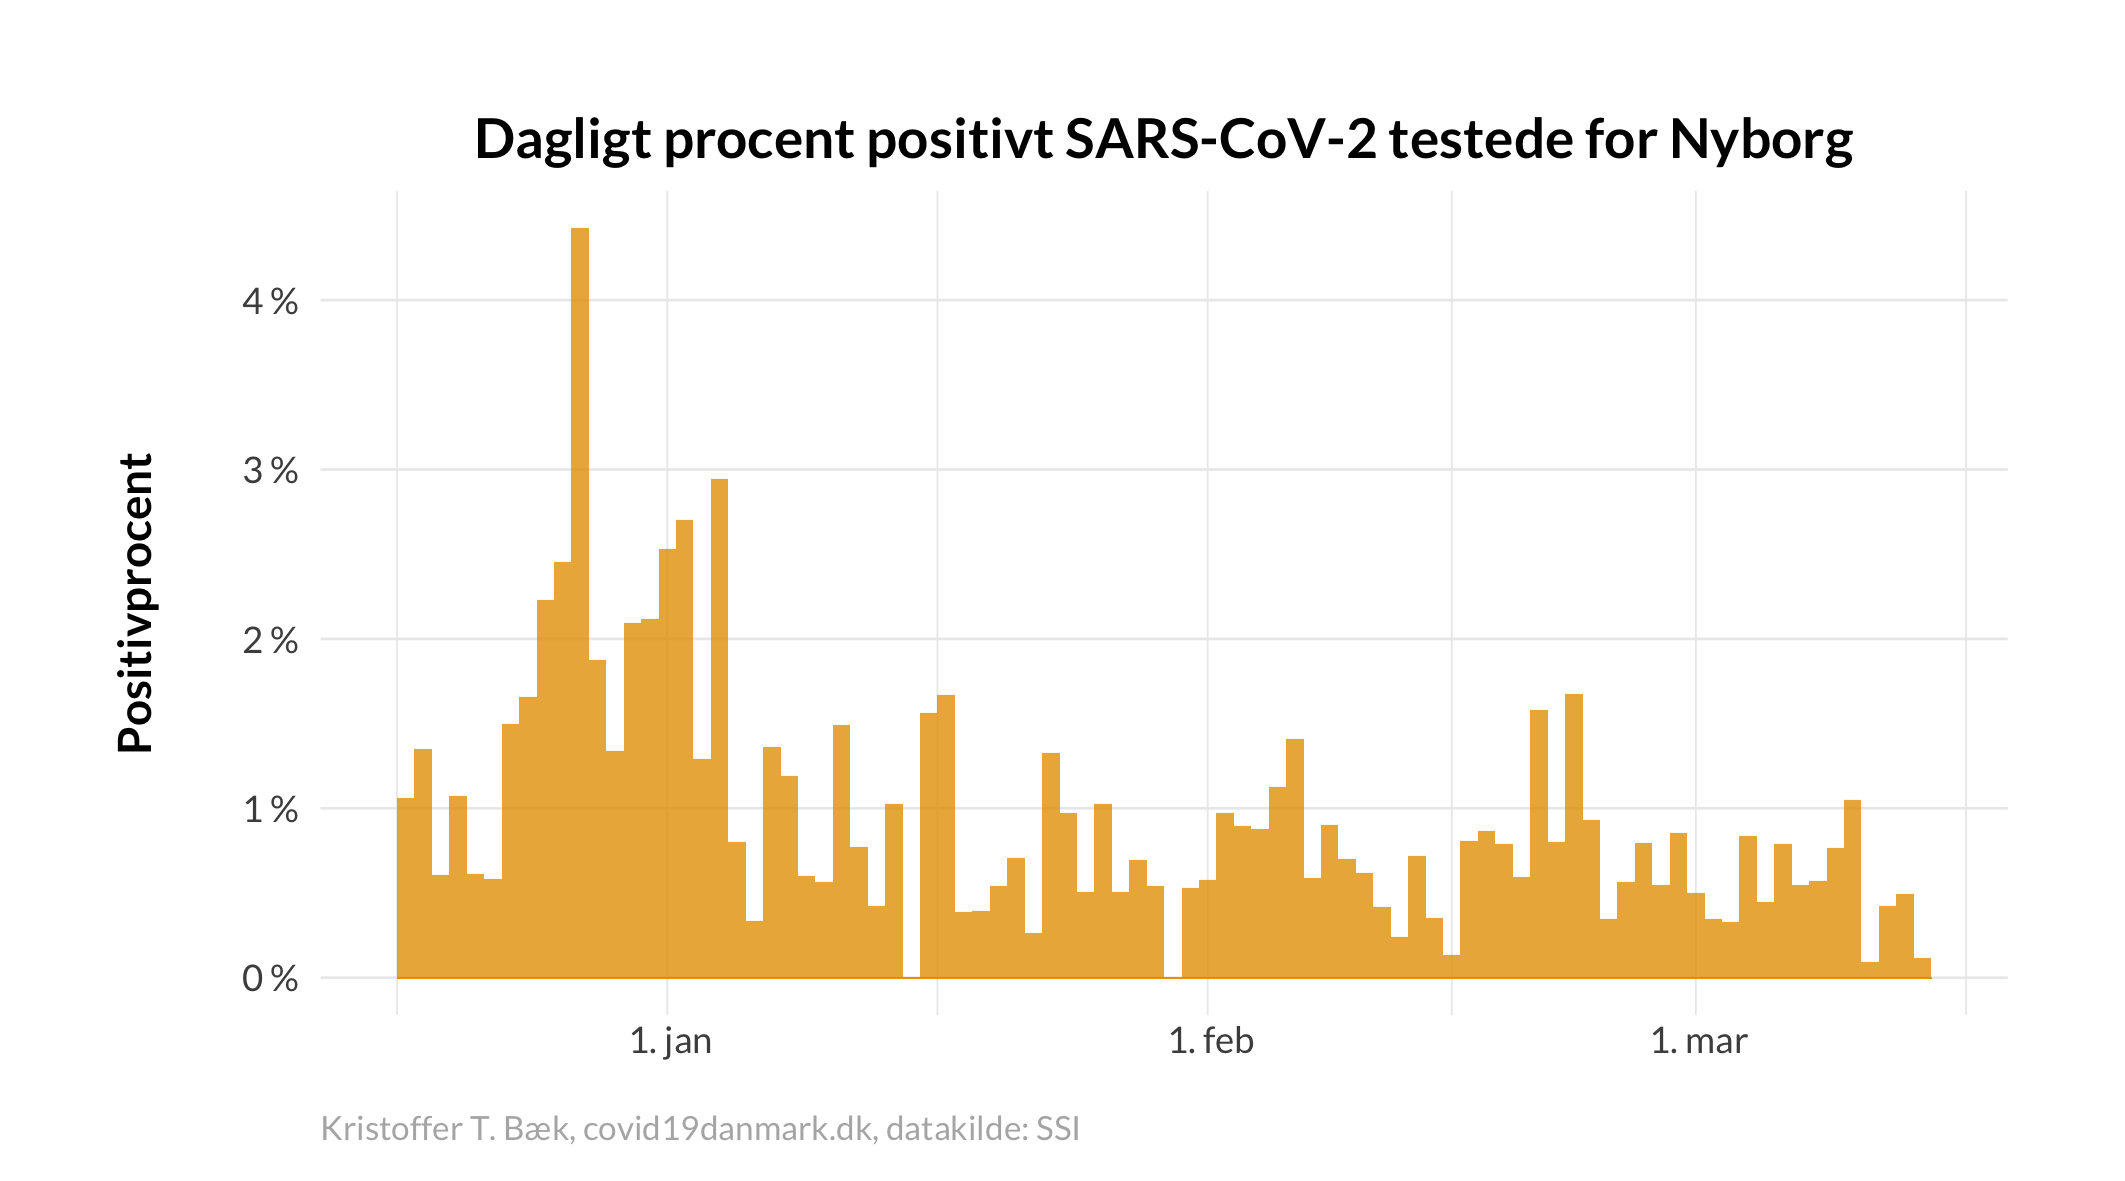 Dagligt procent positivt SARS-CoV-2 testede for Nyborg
Positivprocent
4 %
3 %
2 %
1 %
0 %
1. jan
1. feb
1. mar
Kristoffer T. Bæk, covid19danmark.dk, datakilde: SSI